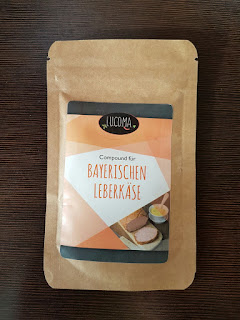 LUCOMA
Compound für
BAYERISCHEN
LEBERKÄSE